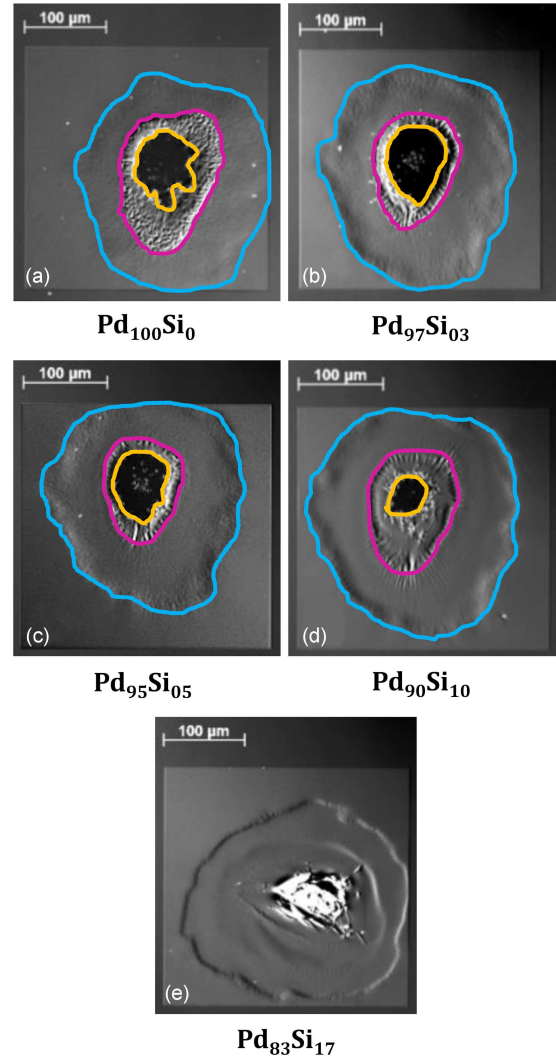 100 μm 100 μm
(a) (b)
Pd₁₀₀Si₀ Pd₉₇Si₀₃
100 μm 100 μm
(c) (d)
Pd₉₅Si₀₅ Pd₉₀Si₁₀
100 μm
(e)
Pd₈₃Si₁₇